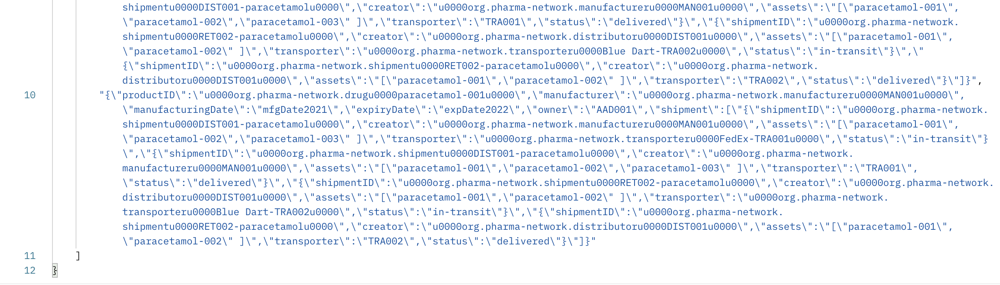 shipmentu0000DIST001-paracetamolu0000\",\"creator\":\"u0000org.pharma-network.manufactureru0000MAN001u0000\",\"assets\":\"[\"paracetamol-001\",
\"paracetamol-002\",\"paracetamol-003\" ]\",\"transporter\":\"TRA001\",\"status\":\"delivered\"}\",\"{\"shipmentID\":\"u0000org.pharma-network.
shipmentu0000RET002-paracetamolu0000\",\"creator\":\"u0000org.pharma-network.distributoru0000DIST001u0000\",\"assets\":\"[\"paracetamol-001\",
\"paracetamol-002\" ]\",\"transporter\":\"u0000org.pharma-network.transporteru0000Blue Dart-TRA002u0000\",\"status\":\"in-transit\"}\",\"
{\"shipmentID\":\"u0000org.pharma-network.shipmentu0000RET002-paracetamolu0000\",\"creator\":\"u0000org.pharma-network.
distributoru0000DIST001u0000\",\"assets\":\"[\"paracetamol-001\",\"paracetamol-002\" ]\",\"transporter\":\"TRA002\",\"status\":\"delivered\"}\"]}",
10 "{\"productID\":\"u0000org.pharma-network.drugu0000paracetamol-001u0000\",\"manufacturer\":\"u0000org.pharma-network.manufactureru0000MAN001u0000\",
\"manufacturingDate\":\"mfgDate2021\",\"expiryDate\":\"expDate2022\",\"owner\":\"AAD001\",\"shipment\":[\"{\"shipmentID\":\"u0000org.pharma-network.
shipmentu0000DIST001-paracetamolu0000\",\"creator\":\"u0000org.pharma-network.manufactureru0000MAN001u0000\",\"assets\":\"[\"paracetamol-001\",
\"paracetamol-002\",\"paracetamol-003\" ]\",\"transporter\":\"u0000org.pharma-network.transporteru0000FedEx-TRA001u0000\",\"status\":\"in-transit\"}
\",\"{\"shipmentID\":\"u0000org.pharma-network.shipmentu0000DIST001-paracetamolu0000\",\"creator\":\"u0000org.pharma-network.
manufactureru0000MAN001u0000\",\"assets\":\"[\"paracetamol-001\",\"paracetamol-002\",\"paracetamol-003\" ]\",\"transporter\":\"TRA001\",
\"status\":\"delivered\"}\",\"{\"shipmentID\":\"u0000org.pharma-network.shipmentu0000RET002-paracetamolu0000\",\"creator\":\"u0000org.pharma-network.
distributoru0000DIST001u0000\",\"assets\":\"[\"paracetamol-001\",\"paracetamol-002\" ]\",\"transporter\":\"u0000org.pharma-network.
transporteru0000Blue Dart-TRA002u0000\",\"status\":\"in-transit\"}\",\"{\"shipmentID\":\"u0000org.pharma-network.
shipmentu0000RET002-paracetamolu0000\",\"creator\":\"u0000org.pharma-network.distributoru0000DIST001u0000\",\"assets\":\"[\"paracetamol-001\",
\"paracetamol-002\" ]\",\"transporter\":\"TRA002\",\"status\":\"delivered\"}\"]}"
11 ]
12 }